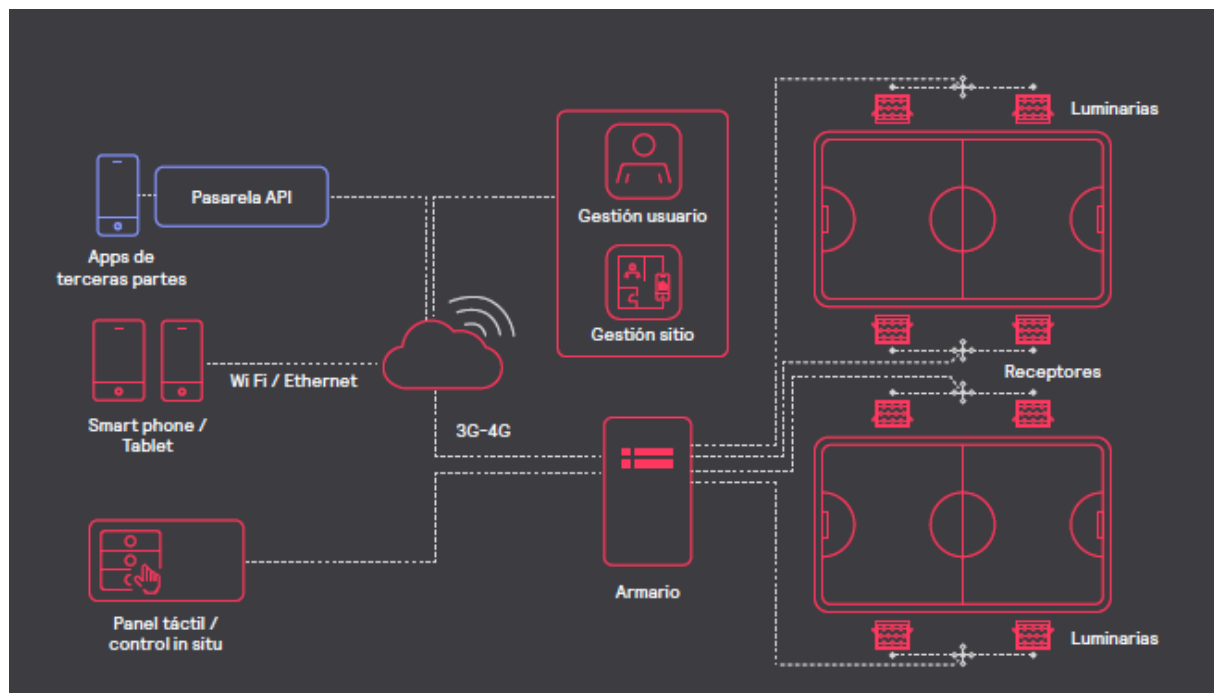 Luminarias
Pasarela API
Gestión usuario
Apps de
terceras partes
Gestión sitio
Wi Fi / Ethernet
Receptores
Smart phone /
Tablet
3G-4G
Armario
Panel táctil /
control in situ
Luminarias